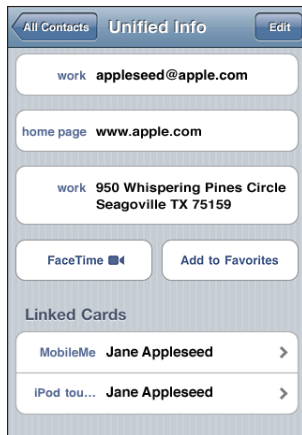 All Contacts Unified Info Edit
work appleseed@apple.com
home page www.apple.com
work 950 Whispering Pines Circle
Seagoville TX 75159
FaceTime Add to Favorites
Linked Cards
MobileMe Jane Appleseed
iPod tou... Jane Appleseed